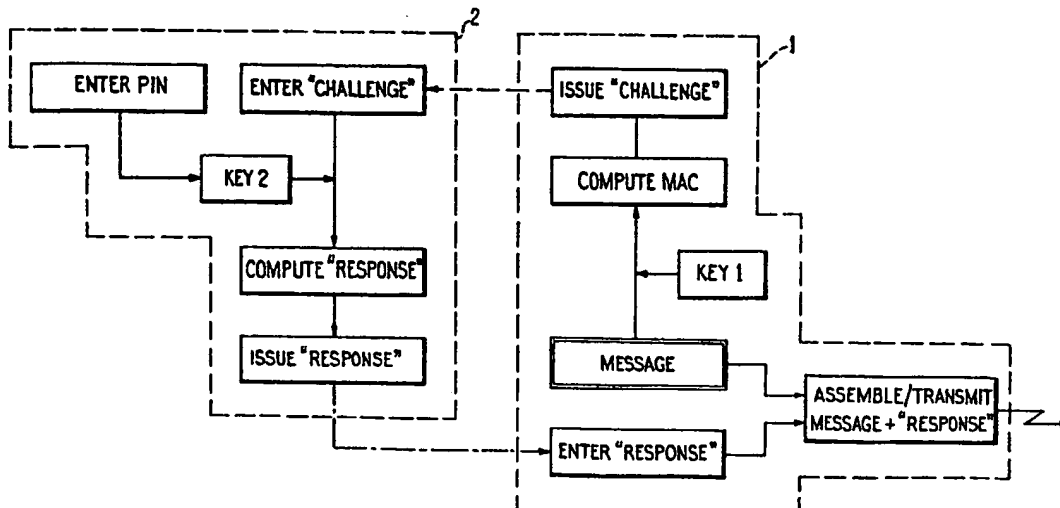 2
1
ENTER PIN
ENTER "CHALLENGE"
ISSUE "CHALLENGE"
KEY 2
COMPUTE MAC
COMPUTE "RESPONSE"
KEY 1
ISSUE "RESPONSE"
MESSAGE
ASSEMBLE/TRANSMIT
MESSAGE + "RESPONSE"
ENTER "RESPONSE"